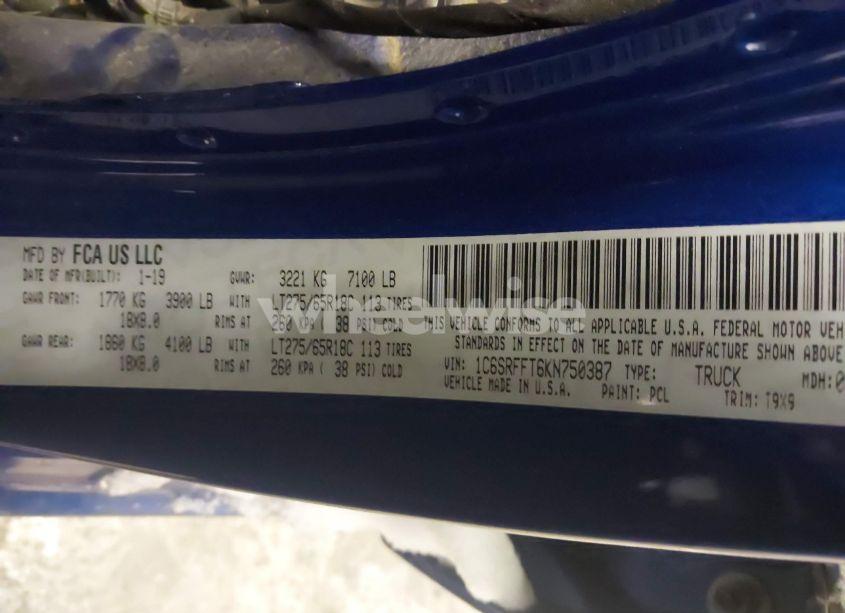 MFD BY FCA US LLC
DATE OF MFR(BUILT): 1-19 GVWR: 3221 KG 7100 LB
GAWR FRONT: 1770 KG 3900 LB WITH LT275/65R18C 113 TIRES
18X8.0 RIMS AT 260 KPA ( 38 PSI) COLD
GAWR REAR: 1860 KG 4100 LB WITH LT275/65R18C 113 TIRES
18X8.0 RIMS AT 260 KPA ( 38 PSI) COLD
THIS VEHICLE CONFORMS TO ALL APPLICABLE U.S.A. FEDERAL MOTOR VEH
STANDARDS IN EFFECT ON THE DATE OF MANUFACTURE SHOWN ABOVE
VIN: 1C6SRFFT6KN750387 TYPE: TRUCK MDH:0
VEHICLE MADE IN U.S.A. PAINT: PCL TRIM: T9X9
vheelwise